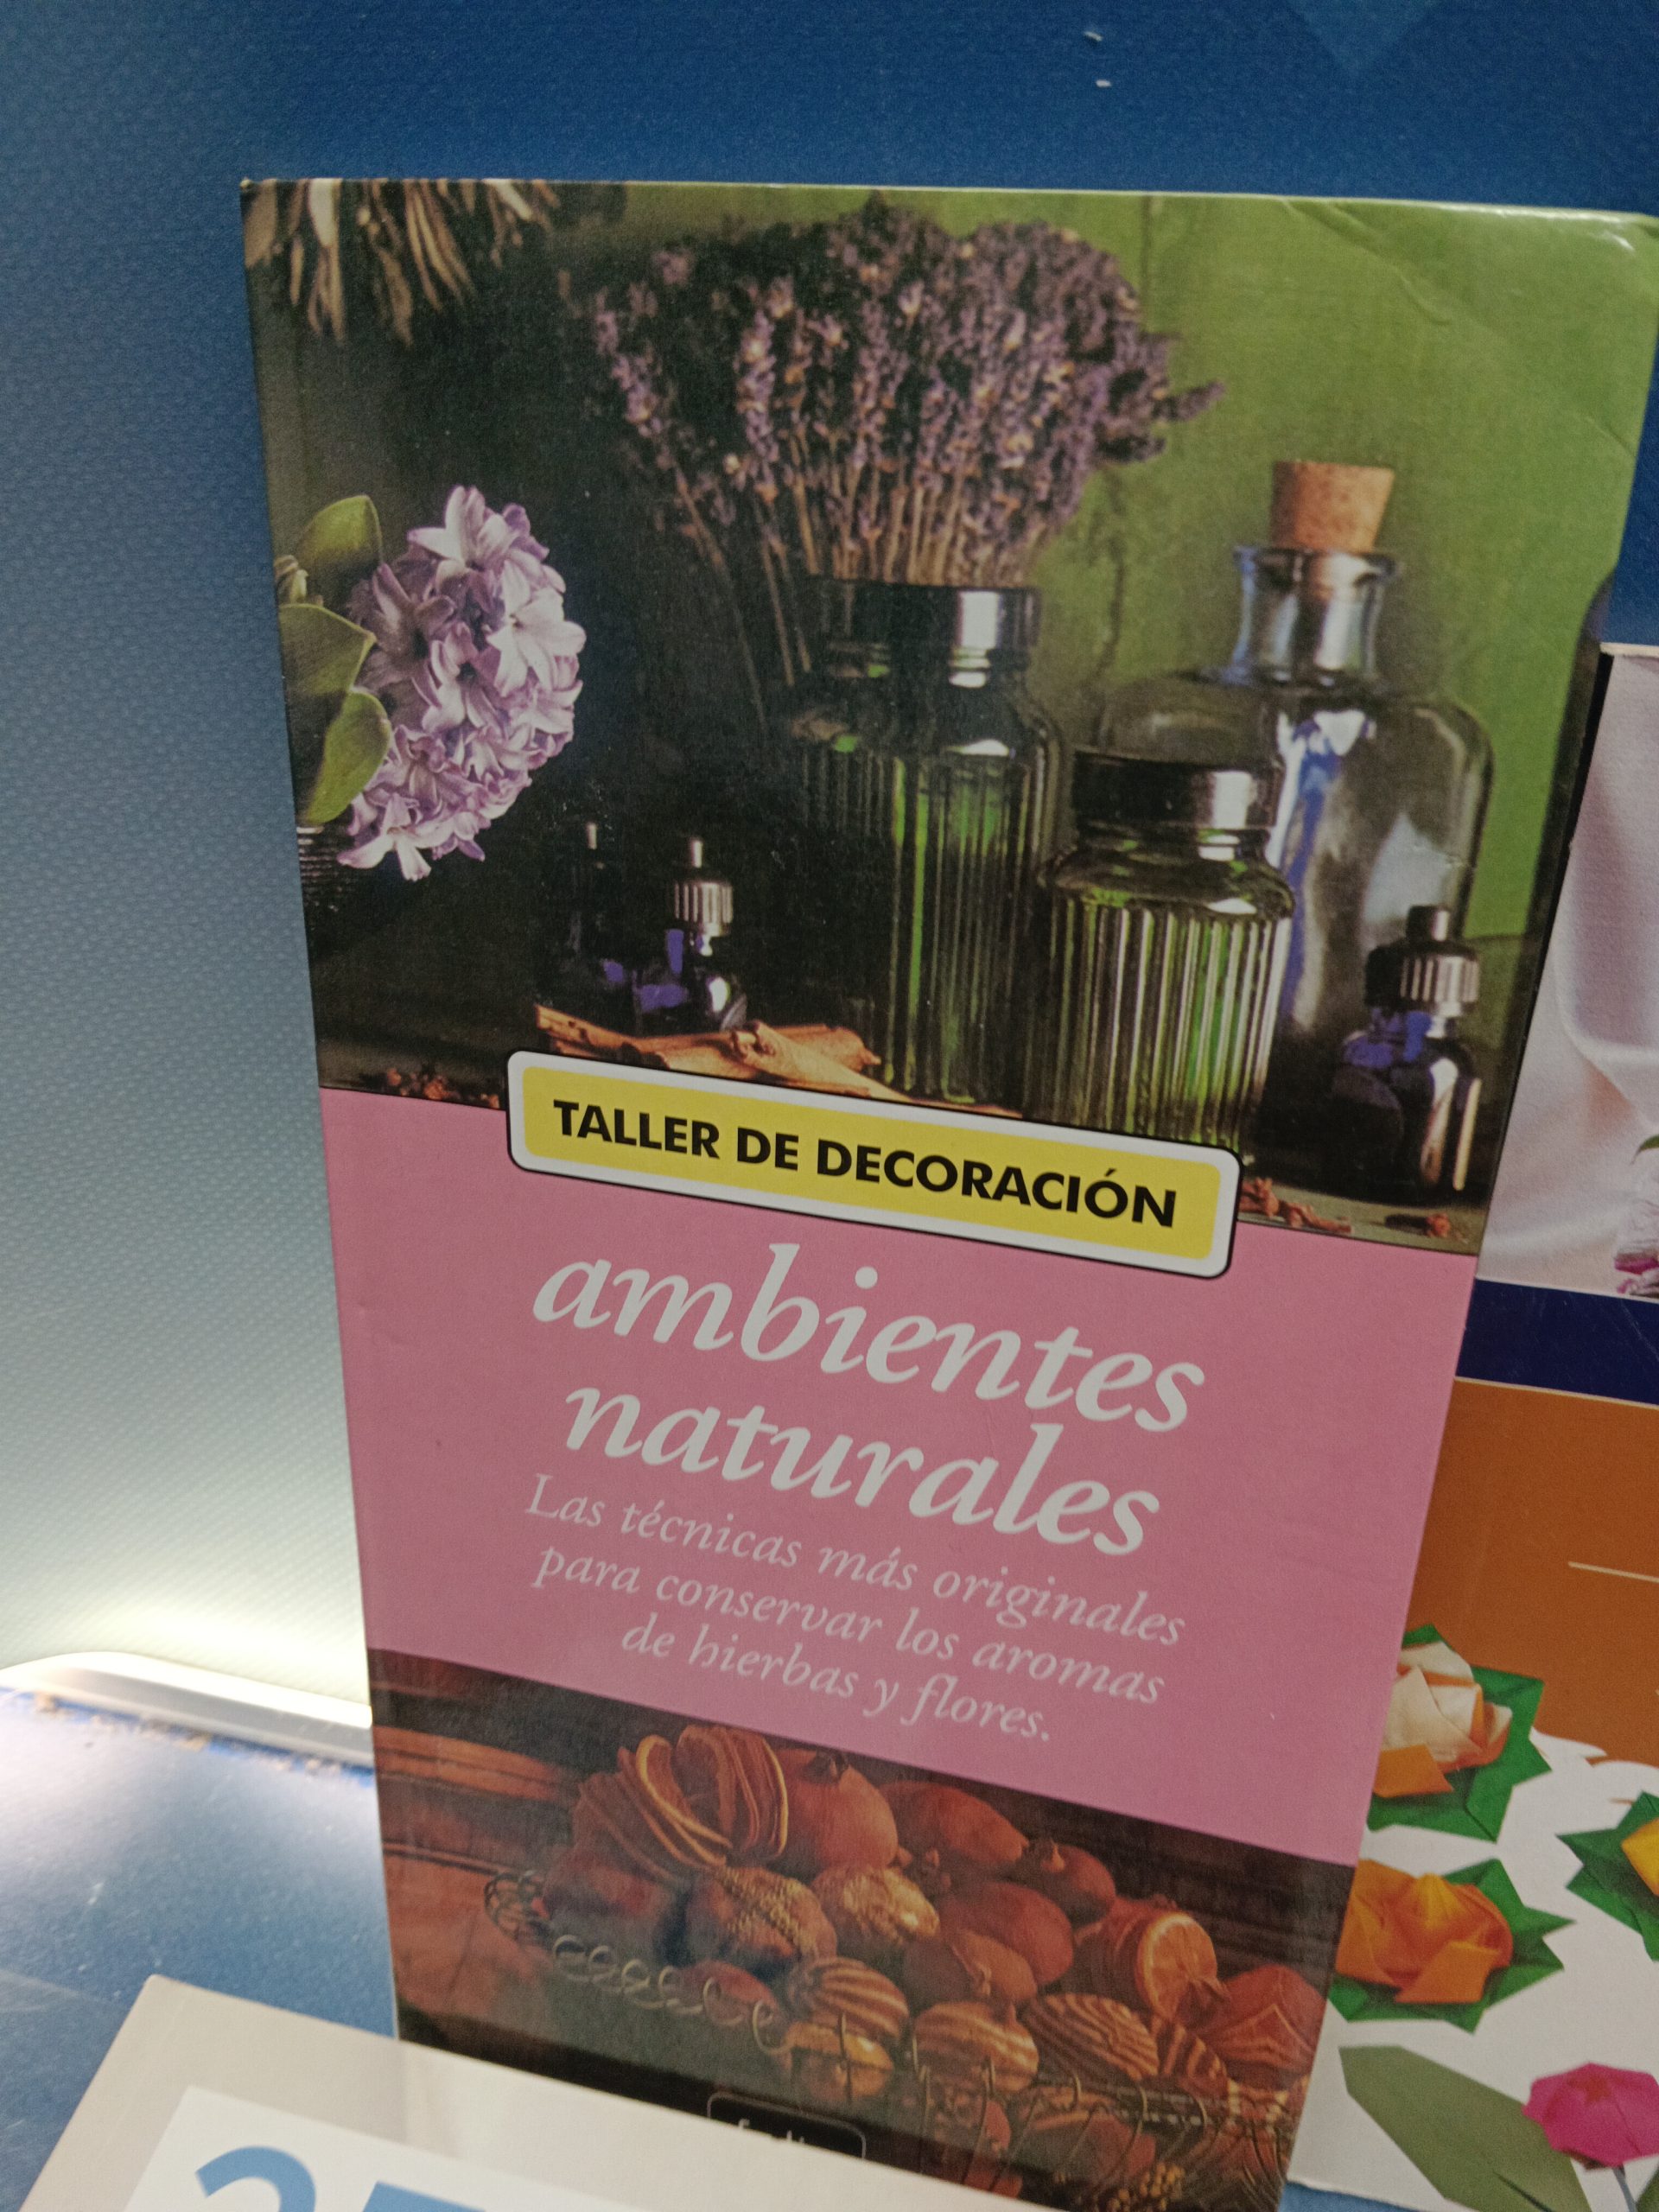 TALLER DE DECORACIÓN
ambientes
naturales
Las técnicas más originales
para conservar los aromas
de hierbas y flores.